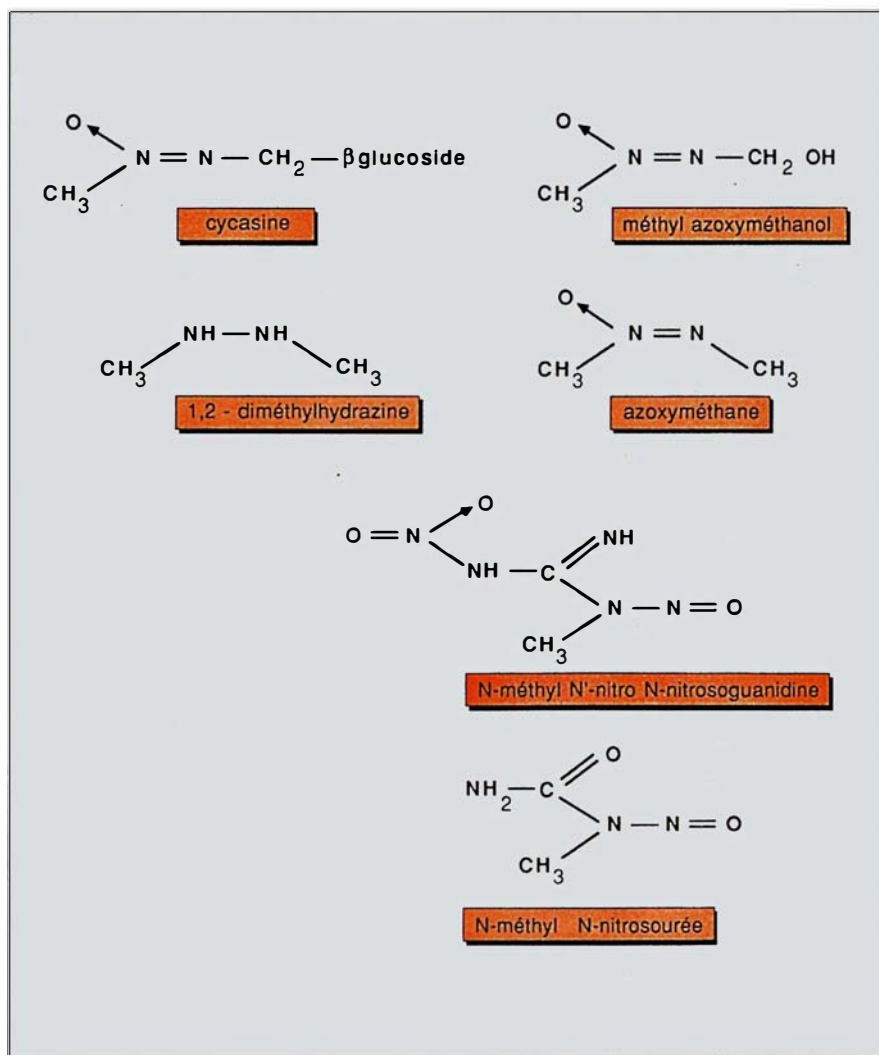 O
N = N — CH2 — βglucoside
CH3
cycasine
O
N = N — CH2 OH
CH3
méthyl azoxyméthanol
NH — NH
CH3 CH3
1,2 - diméthylhydrazine
O
N = N
CH3 CH3
azoxyméthane
O
O = N NH
NH — C
N — N = O
CH3
N-méthyl N'-nitro N-nitrosoguanidine
O
NH2 — C
N — N = O
CH3
N-méthyl N-nitrosourée